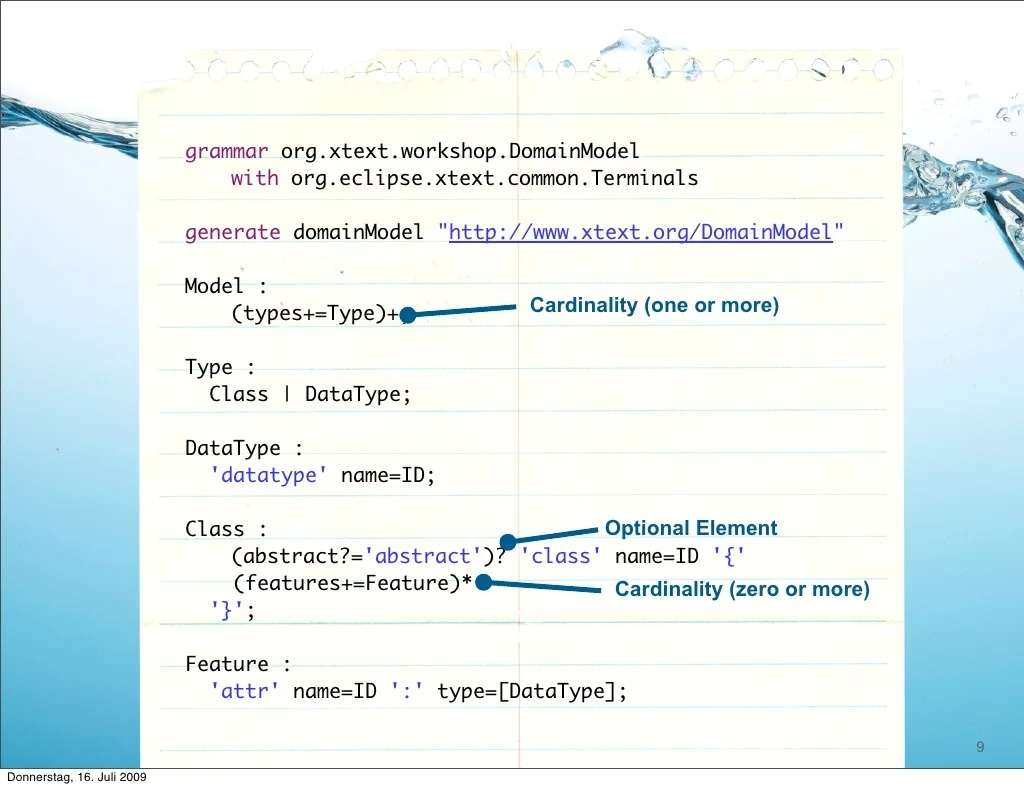 grammar org.xtext.workshop.DomainModel
with org.eclipse.xtext.common.Terminals
generate domainModel "http://www.xtext.org/DomainModel"
Model :
(types+=Type)+
Cardinality (one or more)
Type :
Class | DataType;
DataType :
'datatype' name=ID;
Class :
Optional Element
(abstract?='abstract')? 'class' name=ID '{'
(features+=Feature)*
Cardinality (zero or more)
'}';
Feature :
'attr' name=ID ':' type=[DataType];
9
Donnerstag, 16. Juli 2009